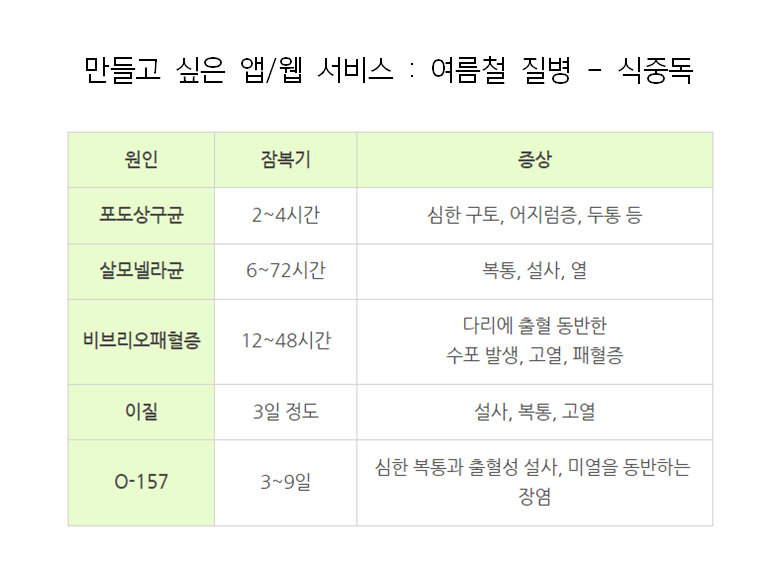 만들고 싶은 앱/웹 서비스 : 여름철 질병 - 식중독
원인 잠복기 증상
포도상구균 2~4시간 심한 구토, 어지럼증, 두통 등
살모넬라균 6~72시간 복통, 설사, 열
비브리오패혈증 12~48시간 다리에 출혈 동반한
수포 발생, 고열, 패혈증
이질 3일 정도 설사, 복통, 고열
O-157 3~9일 심한 복통과 출혈성 설사, 미열을 동반하는
장염